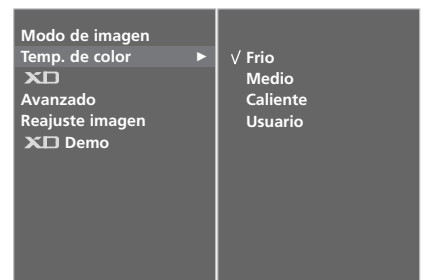 Modo de imagen
Temp. de color ►
XD
Avanzado
Reajuste imagen
XD Demo
√ Frio
Medio
Caliente
Usuario